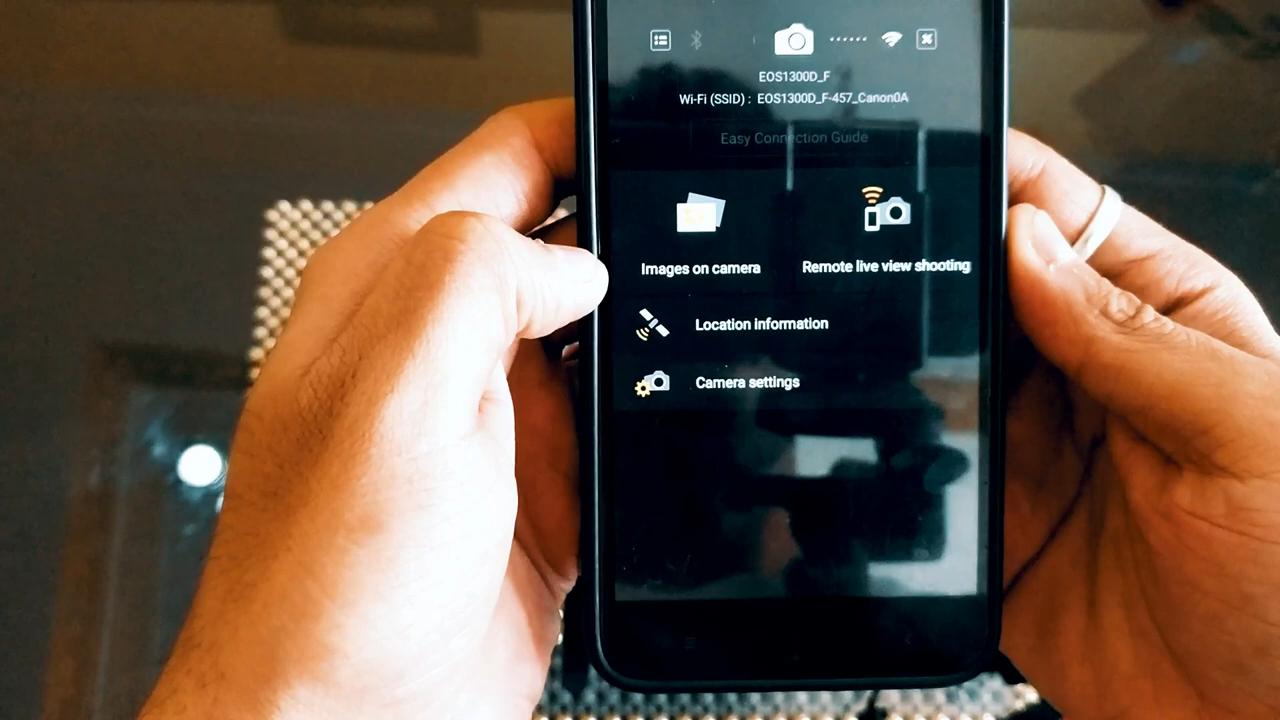 EOS1300D_F
Wi-Fi (SSID) : EOS1300D_F-457_Canon0A
Easy Connection Guide
Images on camera
Remote live view shooting
Location information
Camera settings